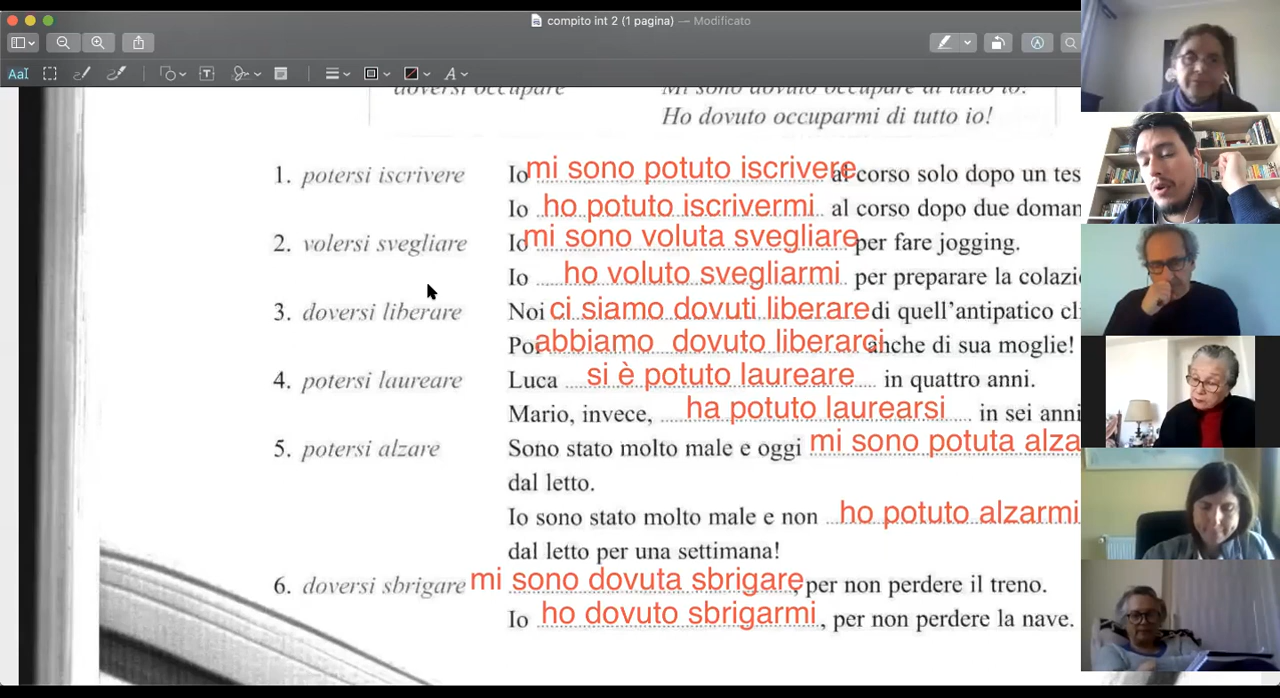 compito int 2 (1 pagina) — Modificato
doversi occupare Mi sono dovuto occupare di tutto io!
Ho dovuto occuparmi di tutto io!
1. potersi iscrivere Io mi sono potuto iscrivere al corso solo dopo un tes
Io ho potuto iscrivermi al corso dopo due doman
2. volersi svegliare Io mi sono voluta svegliare per fare jogging.
Io ho voluto svegliarmi per preparare la colazi
3. doversi liberare Noi ci siamo dovuti liberare di quell'antipatico cl
Poi abbiamo dovuto liberarci anche di sua moglie!
4. potersi laureare Luca si è potuto laureare in quattro anni.
Mario, invece, ha potuto laurearsi in sei anni
5. potersi alzare Sono stato molto male e oggi mi sono potuta alza
dal letto.
Io sono stato molto male e non ho potuto alzarmi
dal letto per una settimana!
6. doversi sbrigare mi sono dovuta sbrigare, per non perdere il treno.
Io ho dovuto sbrigarmi, per non perdere la nave.